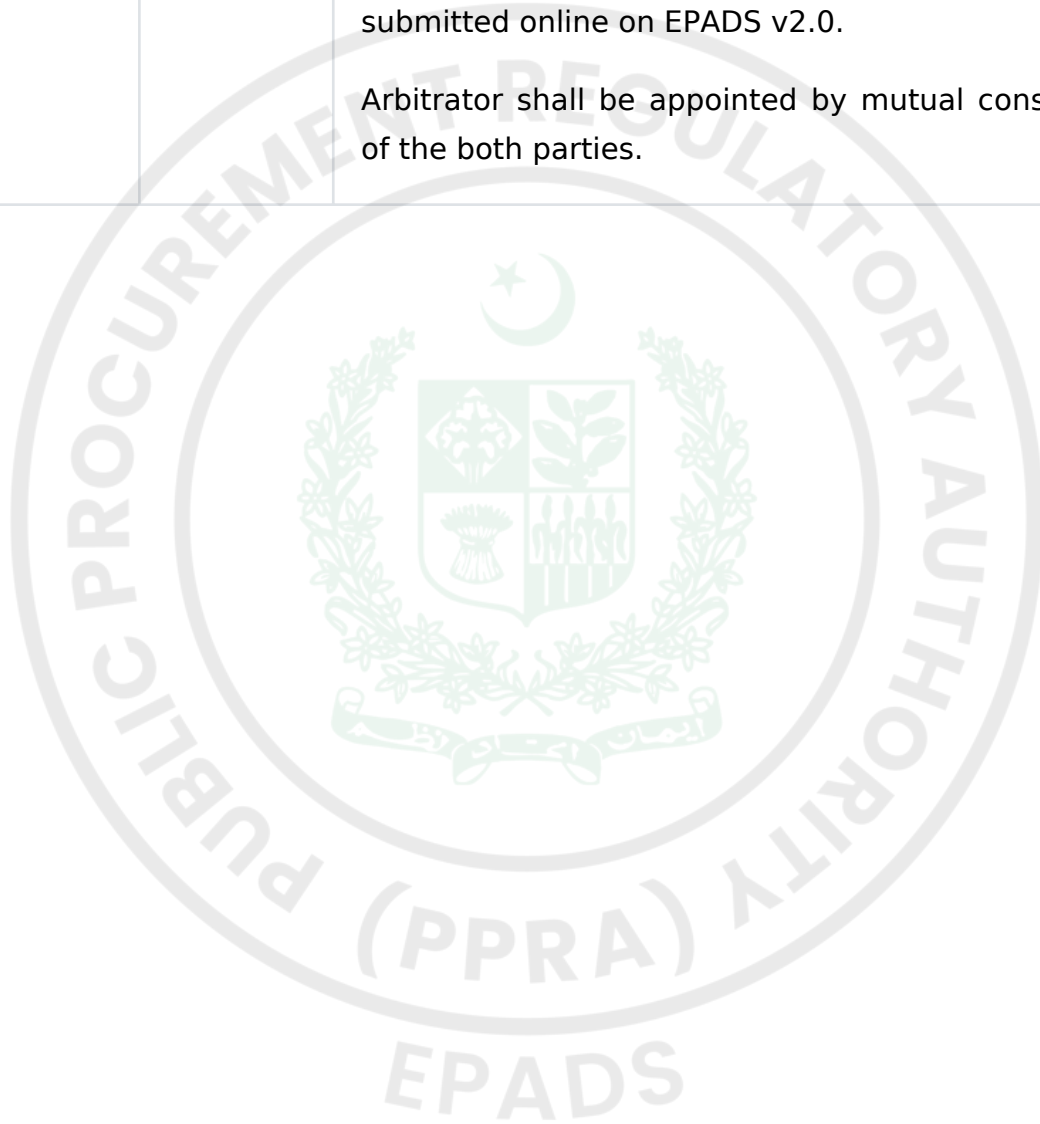 submitted online on EPADS v2.0.
Arbitrator shall be appointed by mutual
of the both parties.
PUBLIC PROCUREMENT REGULATORY AUTHORITY
(PPRA)
EPADS